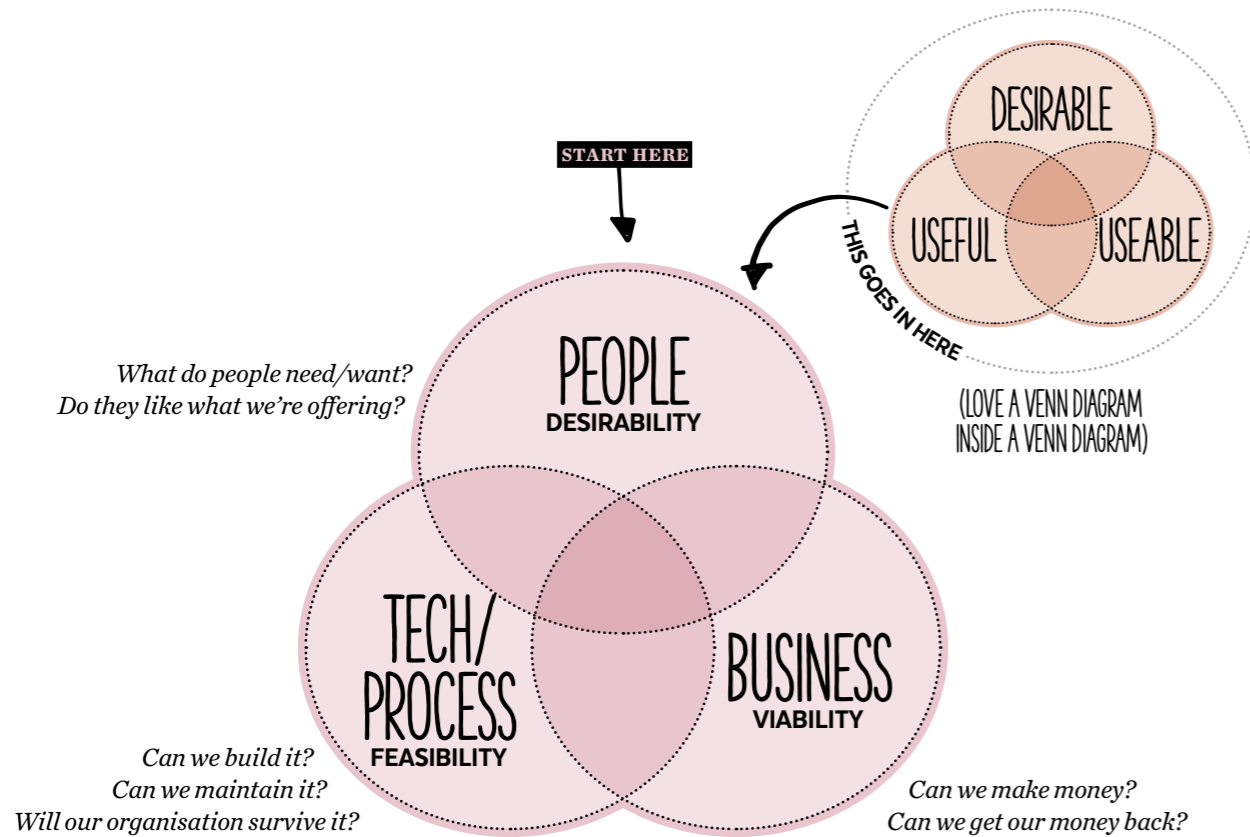 START HERE
DESIRABLE
USEFUL
USEABLE
THIS GOES IN HERE
(LOVE A VENN DIAGRAM
INSIDE A VENN DIAGRAM)
What do people need/want?
Do they like what we’re offering?
PEOPLE
DESIRABILITY
TECH/
PROCESS
FEASIBILITY
BUSINESS
VIABILITY
Can we build it?
Can we maintain it?
Will our organisation survive it?
Can we make money?
Can we get our money back?